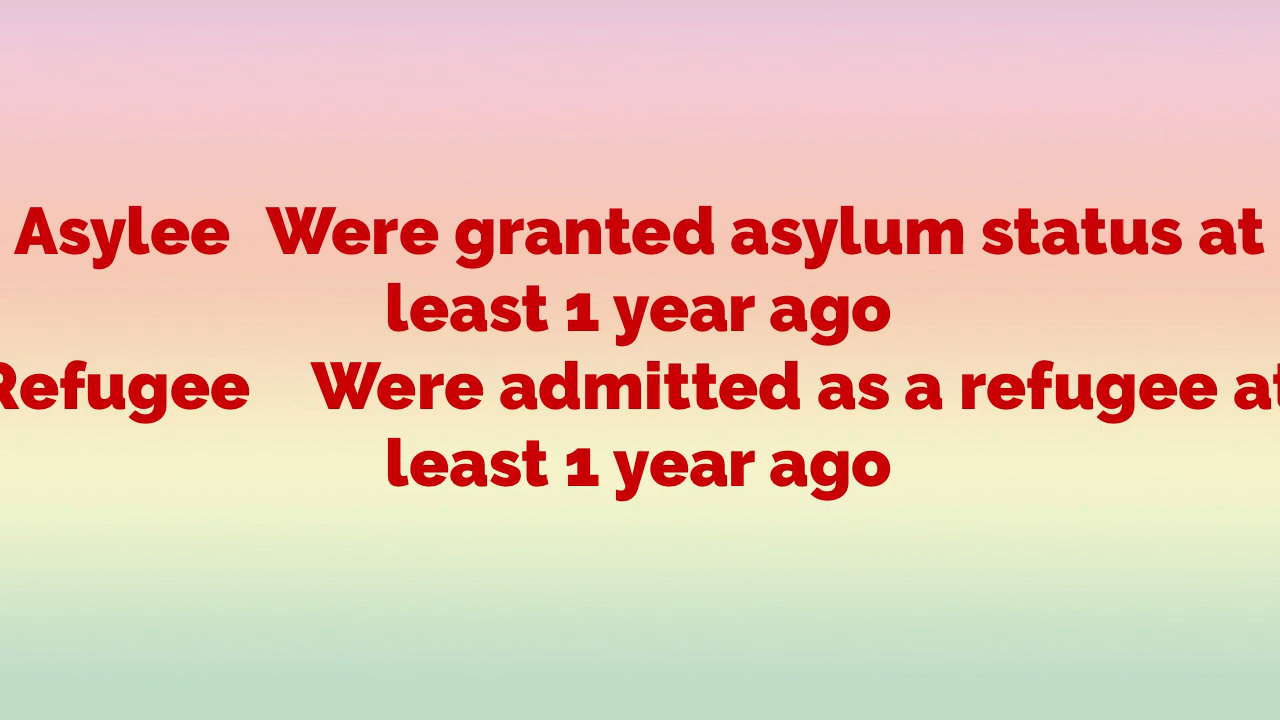 Asylee Were granted asylum status at
least 1 year ago
Refugee Were admitted as a refugee at
least 1 year ago